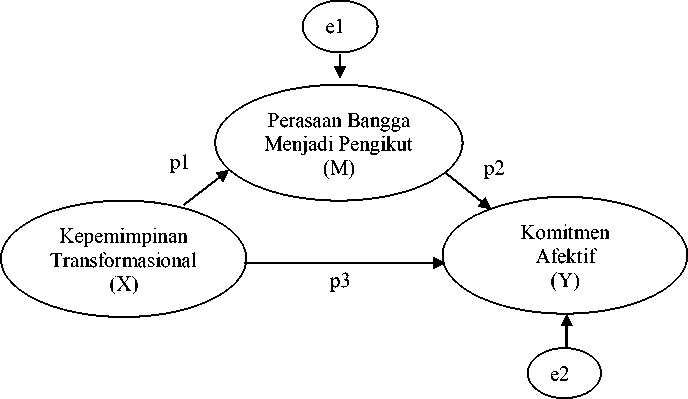 e1
Perasaan Bangga
Menjadi Pengikut
(M)
p1
p2
Kepemimpinan
Transformasional
(X)
Komitmen
Afektif
(Y)
p3
e2